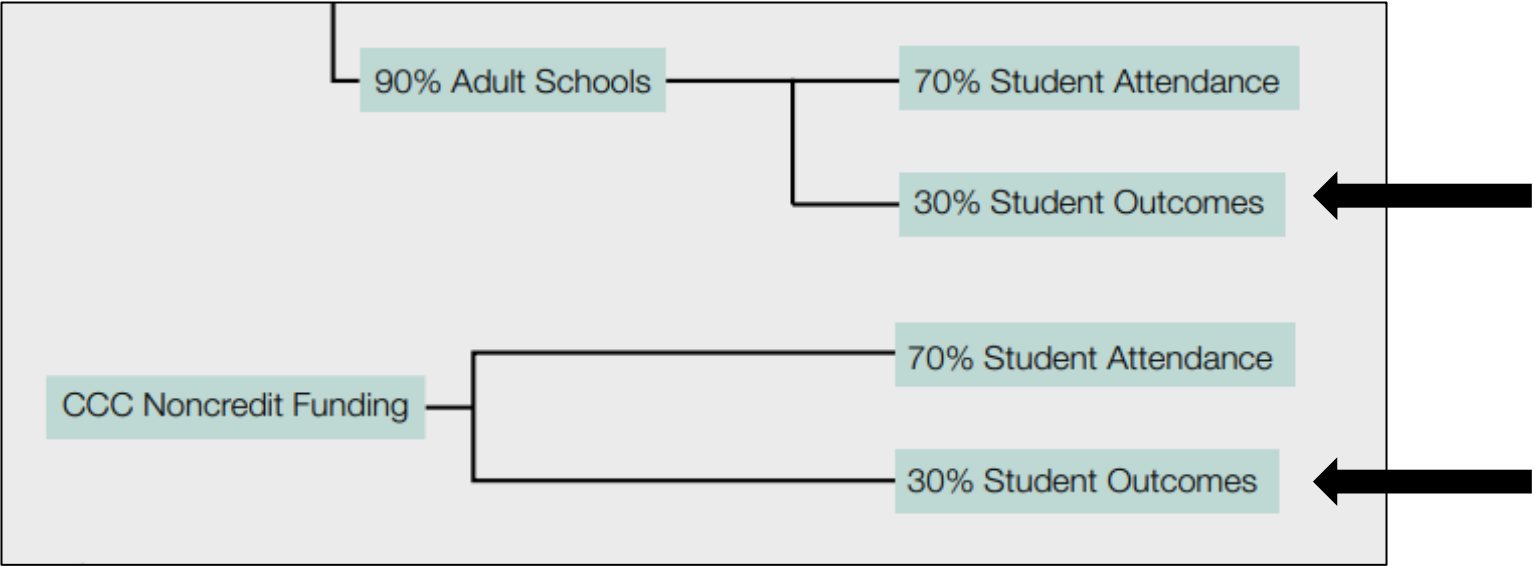 90% Adult Schools
70% Student Attendance
30% Student Outcomes
70% Student Attendance
CCC Noncredit Funding
30% Student Outcomes